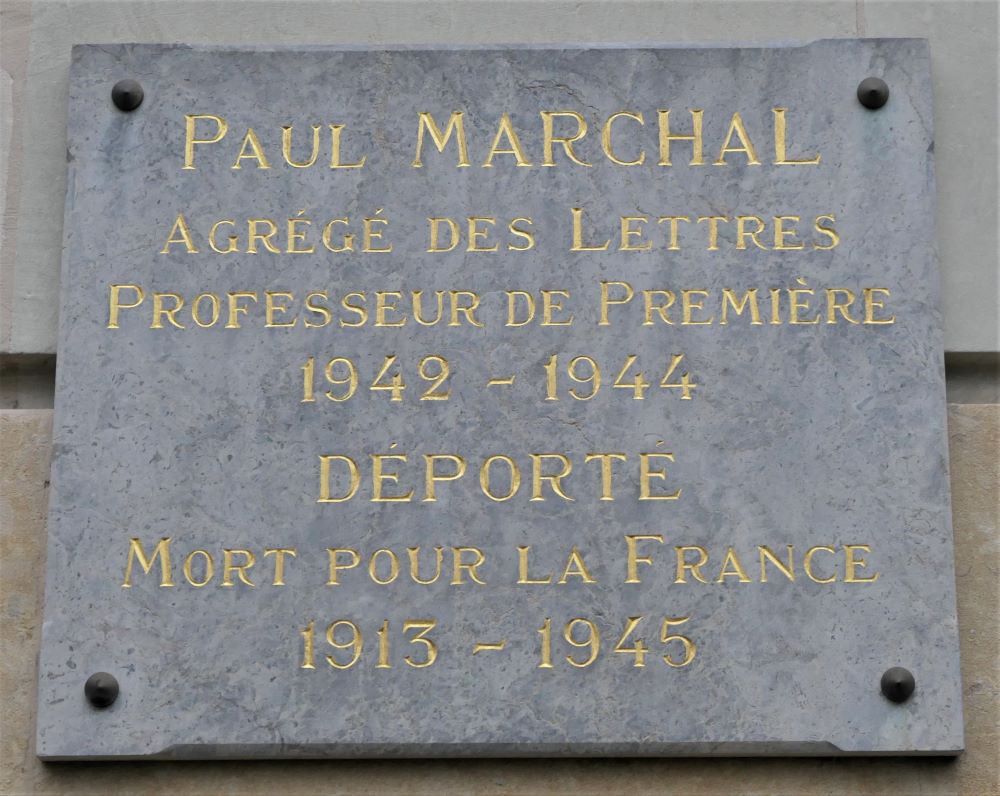 PAUL MARCHAL
AGRÉGÉ DES LETTRES
PROFESSEUR DE PREMIÈRE
1942 - 1944
DÉPORTÉ
MORT POUR LA FRANCE
1913 - 1945